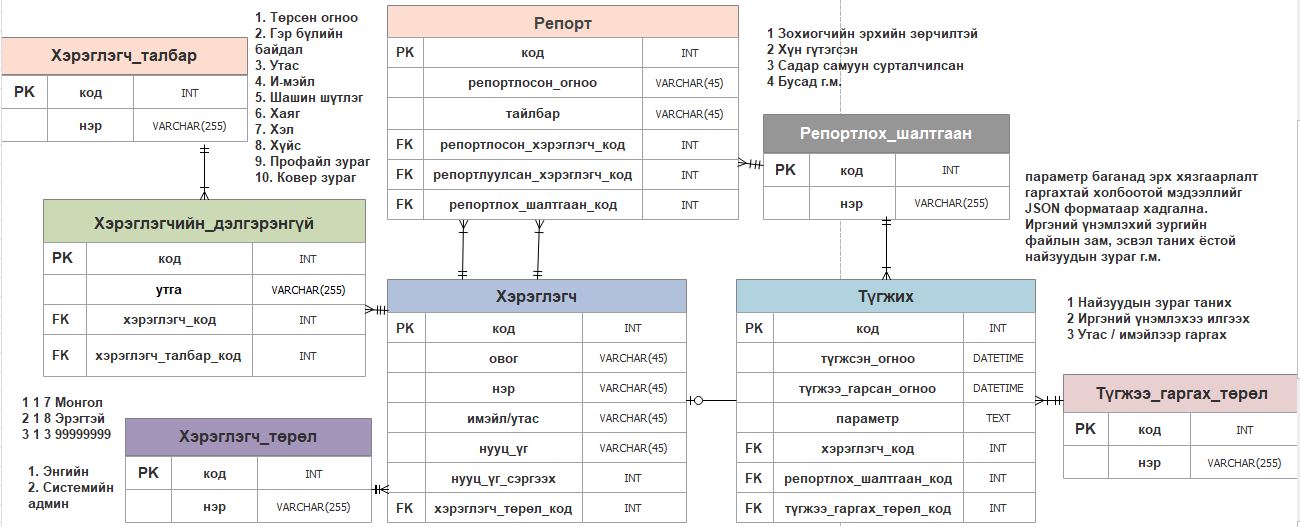 Хэрэглэгч_талбар
PK код INT
нэр VARCHAR(255)
1. Төрсөн огноо
2. Гэр бүлийн
байдал
3. Утас
4. И-мэйл
5. Шашин шүтлэг
6. Хаяг
7. Хэл
8. Хүйс
9. Профайл зураг
10. Ковер зураг
Репорт
PK код INT
репортлосон_огноо VARCHAR(45)
тайлбар VARCHAR(45)
FK репортлосон_хэрэглэгч_код INT
FK репортлуулсан_хэрэглэгч_код INT
FK репортлох_шалтгаан_код INT
1 Зохиогчийн эрхийн зөрчилтэй
2 Хүн гүтэгсэн
3 Садар самуун сурталчилсан
4 Бусад г.м.
Репортлох_шалтгаан
PK код INT
нэр VARCHAR(255)
параметр баганад эрх хязгаарлалт
гаргахтай холбоотой мэдээллийг
JSON форматаар хадгална.
Иргэний үнэмлэхий зургийн
файлын зам, эсвэл таних ёстой
найзуудын зураг г.м.
Хэрэглэгчийн_дэлгэрэнгүй
PK код INT
утга VARCHAR(255)
FK хэрэглэгч_код INT
FK хэрэглэгч_талбар_код INT
Хэрэглэгч
PK код INT
овог VARCHAR(45)
нэр VARCHAR(45)
имэйл/утас VARCHAR(45)
нууц_үг VARCHAR(45)
нууц_үг_сэргээх INT
FK хэрэглэгч_төрөл_код INT
Түгжих
PK код INT
түгжсэн_огноо DATETIME
түгжээ_гарсан_огноо DATETIME
параметр TEXT
FK хэрэглэгч_код INT
FK репортлох_шалтгаан_код INT
FK түгжээ_гаргах_төрөл_код INT
1 Найзуудын зураг таних
2 Иргэний үнэмлэхээ илгээх
3 Утас / имэйлээр гаргах
Түгжээ_гаргах_төрөл
PK код INT
нэр VARCHAR(255)
1 1 7 Монгол
2 1 8 Эрэгтэй
3 1 3 99999999
Хэрэглэгч_төрөл
PK код INT
нэр VARCHAR(255)
1. Энгийн
2. Системийн
админ